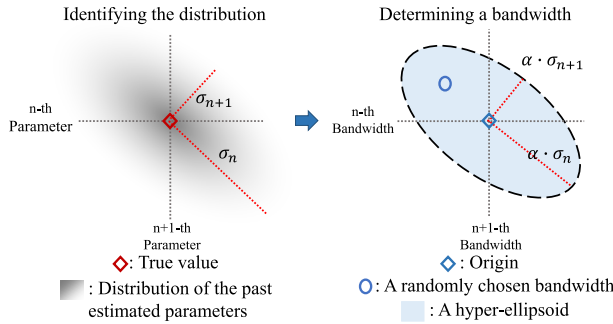 Identifying the distribution
σn+1
n-th
Parameter
σn
n+1-th
Parameter
: True value
: Distribution of the past
estimated parameters
Determining a bandwidth
α · σn+1
n-th
Bandwidth
α · σn
n+1-th
Bandwidth
: Origin
: A randomly chosen bandwidth
: A hyper-ellipsoid